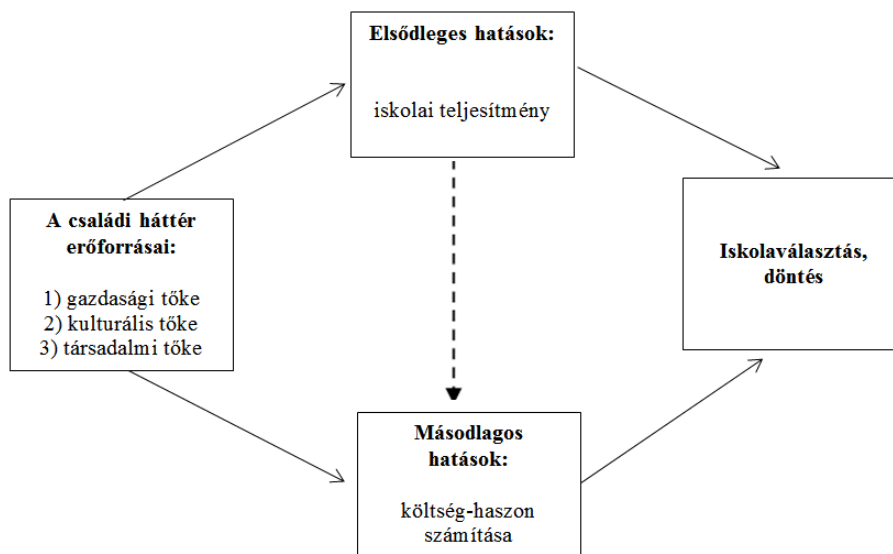 Elsődleges hatások:
iskolai teljesítmény
A családi háttér
erőforrásai:
1) gazdasági tőke
2) kulturális tőke
3) társadalmi tőke
Iskolaválasztás,
döntés
Másodlagos
hatások:
költség-haszon
számítása